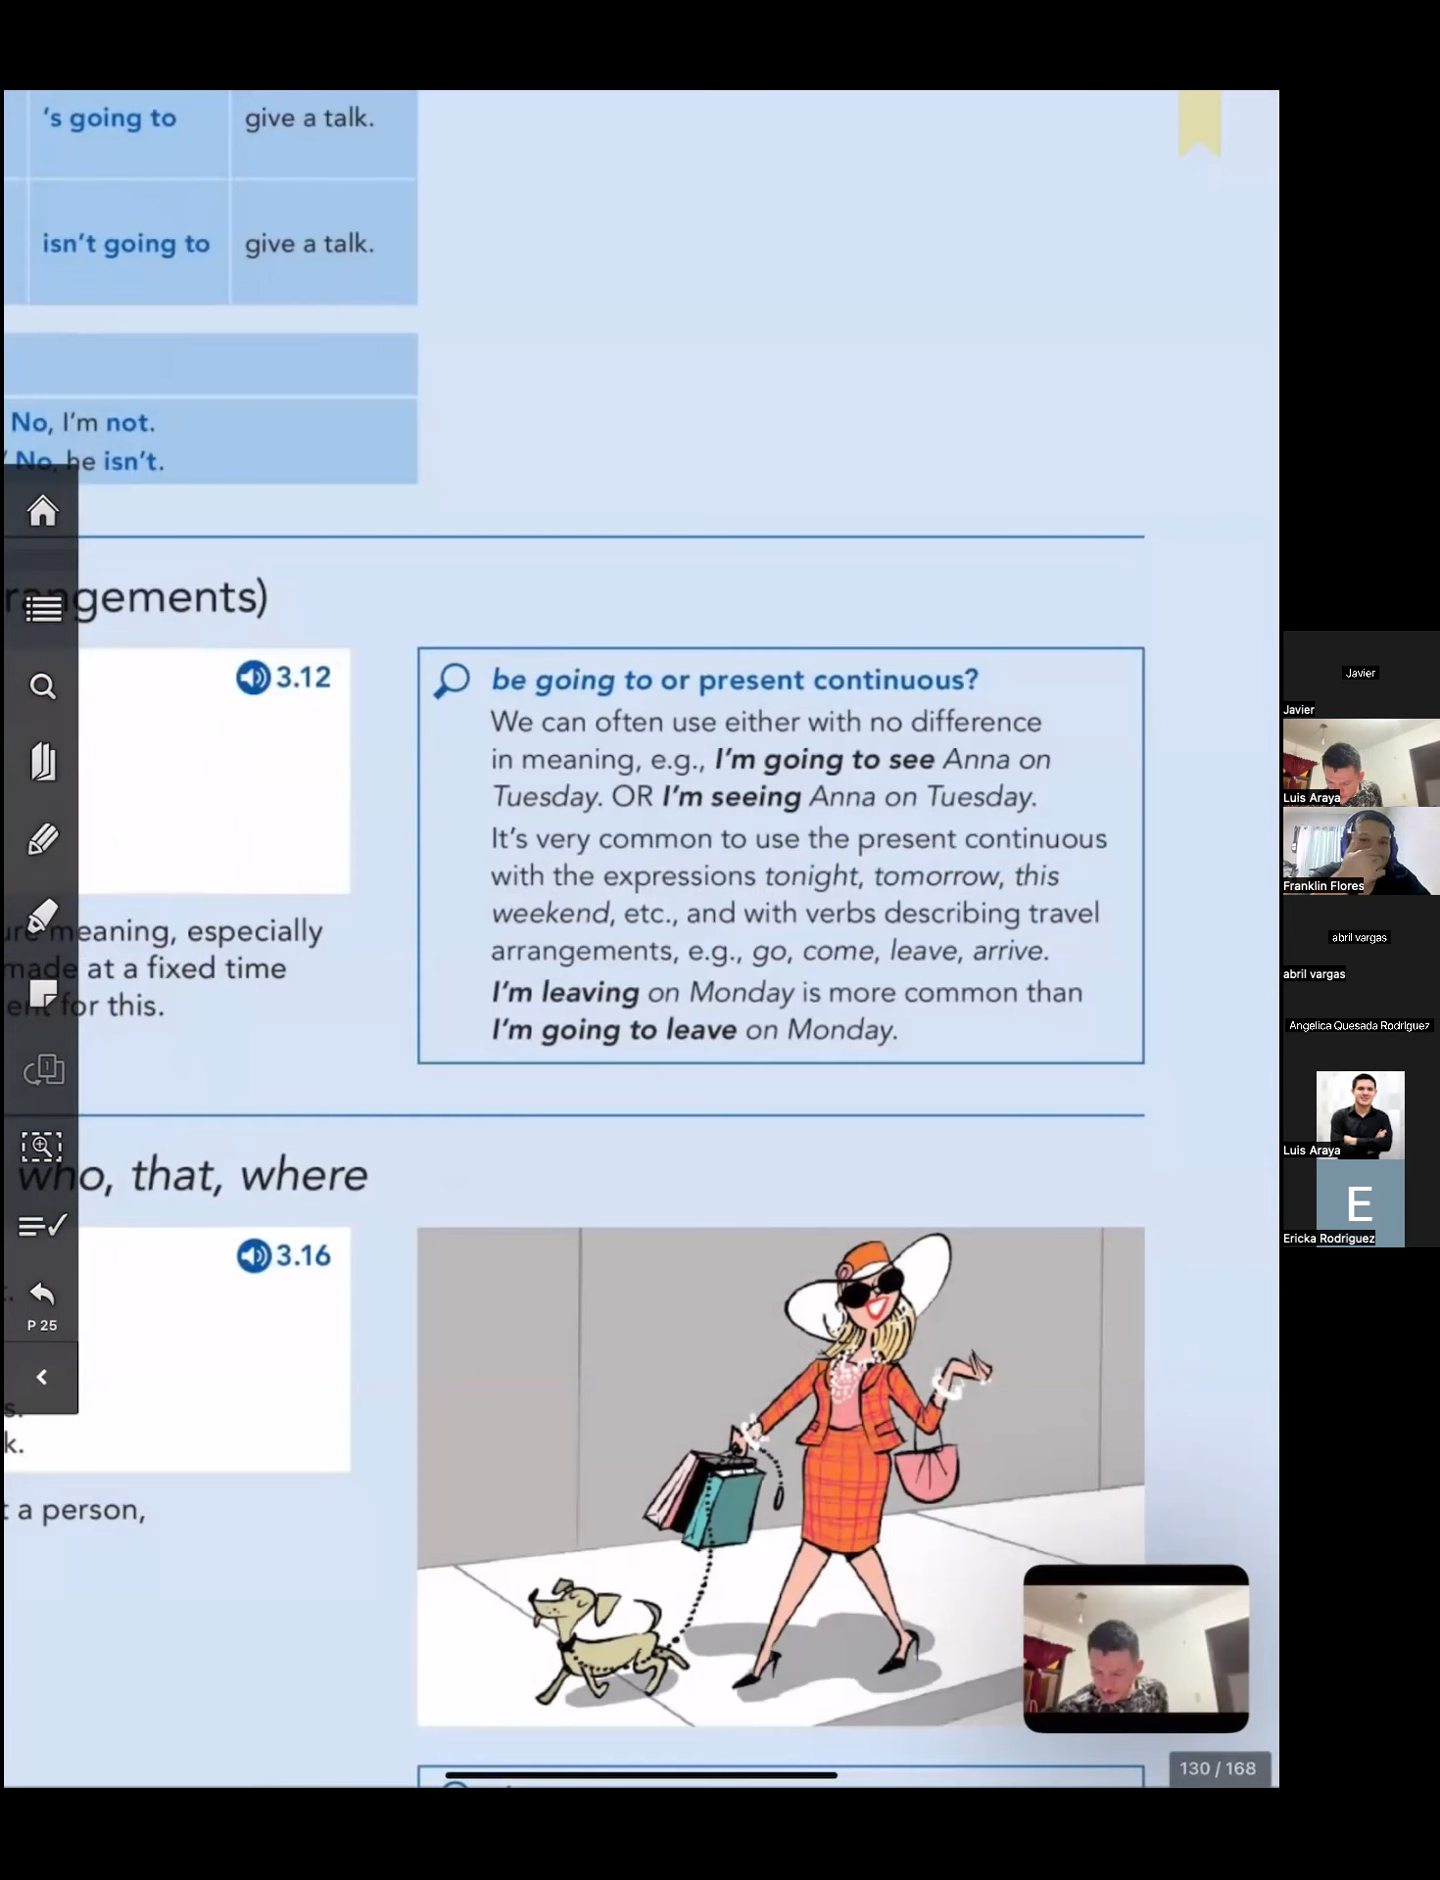 's going to
give a talk.
isn't going to
give a talk.
No, I'm not.
No, he isn't.
3.12
be going to or present continuous?
We can often use either with no difference
in meaning, e.g., I'm going to see Anna on
Tuesday. OR I'm seeing Anna on Tuesday.
It's very common to use the present continuous
with the expressions tonight, tomorrow, this
weekend, etc., and with verbs describing travel
arrangements, e.g., go, come, leave, arrive.
I'm leaving on Monday is more common than
I'm going to leave on Monday.
meaning, especially
made at a fixed time
for this.
who, that, where
3.16
P 25
a person,
130 / 168
Javier
Javier
Luis Araya
Franklin Flores
abril vargas
abril vargas
Angelica Quesada Rodriguez
Luis Araya
E
Ericka Rodriguez